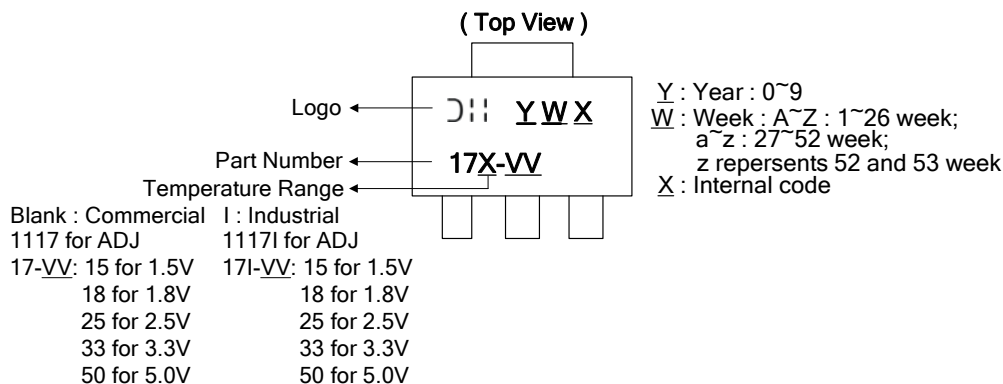 ( Top View )
Logo
Y W X
Y : Year : 0~9
W : Week : A~Z : 1~26 week;
a~z : 27~52 week;
z repersents 52 and 53 week
X : Internal code
Part Number
17X-VV
Temperature Range
Blank : Commercial I : Industrial
1117 for ADJ 1117I for ADJ
17-VV: 15 for 1.5V 17I-VV: 15 for 1.5V
18 for 1.8V 18 for 1.8V
25 for 2.5V 25 for 2.5V
33 for 3.3V 33 for 3.3V
50 for 5.0V 50 for 5.0V